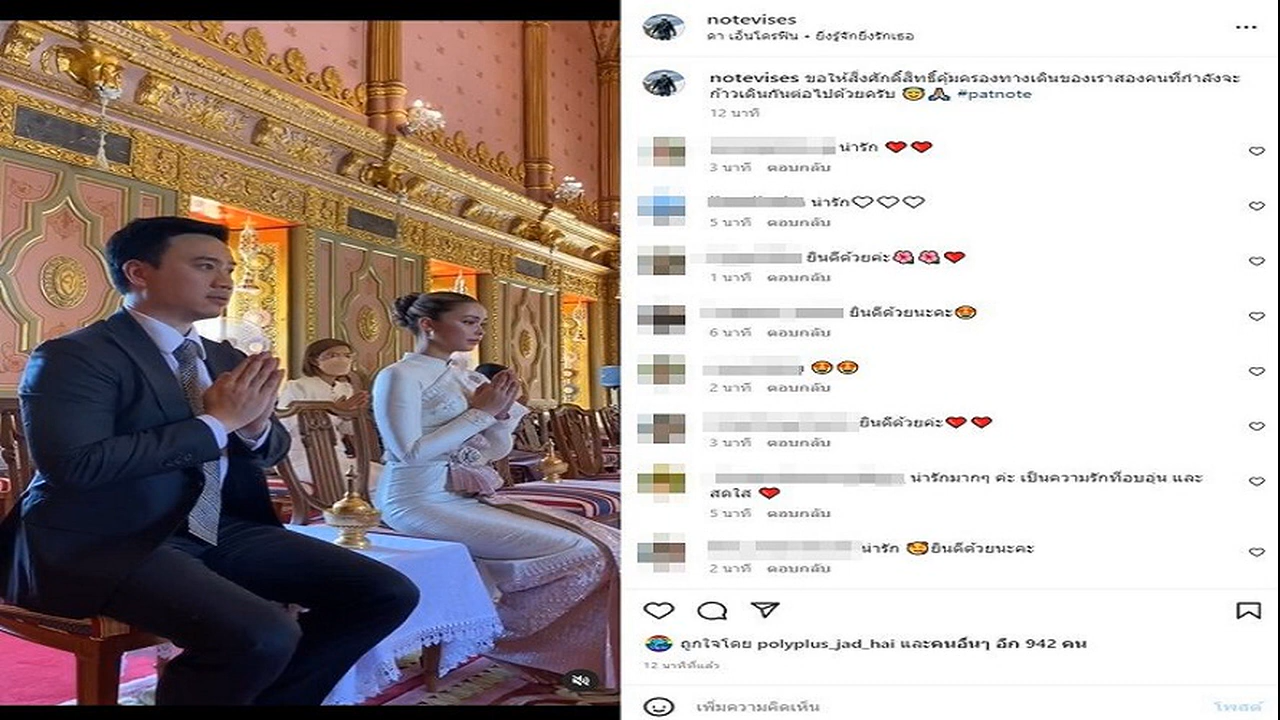 notevises
ดา เอ็นโดรฟิน • ยิ่งรู้จักยิ่งรักเธอ
notevises ขอให้สิ่งศักดิ์สิทธิ์คุ้มครองทางเดินของเราสองคนที่กำลังจะ
ก้าวเดินกันต่อไปด้วยครับ 😇🙏 #patnote
12 นาที
น่ารัก ❤️❤️
3 นาที ตอบกลับ
น่ารัก🤍🤍🤍
5 นาที ตอบกลับ
ยินดีด้วยค่ะ🌸🌸❤️
1 นาที ตอบกลับ
ยินดีด้วยนะคะ🥰
6 นาที ตอบกลับ
😍😍
2 นาที ตอบกลับ
ยินดีด้วยค่ะ❤️❤️
3 นาที ตอบกลับ
น่ารักมากๆ ค่ะ เป็นความรักที่อบอุ่น และ
สดใส ❤️
5 นาที ตอบกลับ
น่ารัก 🥰ยินดีด้วยนะคะ
2 นาที ตอบกลับ
ถูกใจโดย polyplus_jad_hai และคนอื่นๆ อีก 942 คน
12 นาทีที่แล้ว
เพิ่มความคิดเห็น
โพสต์